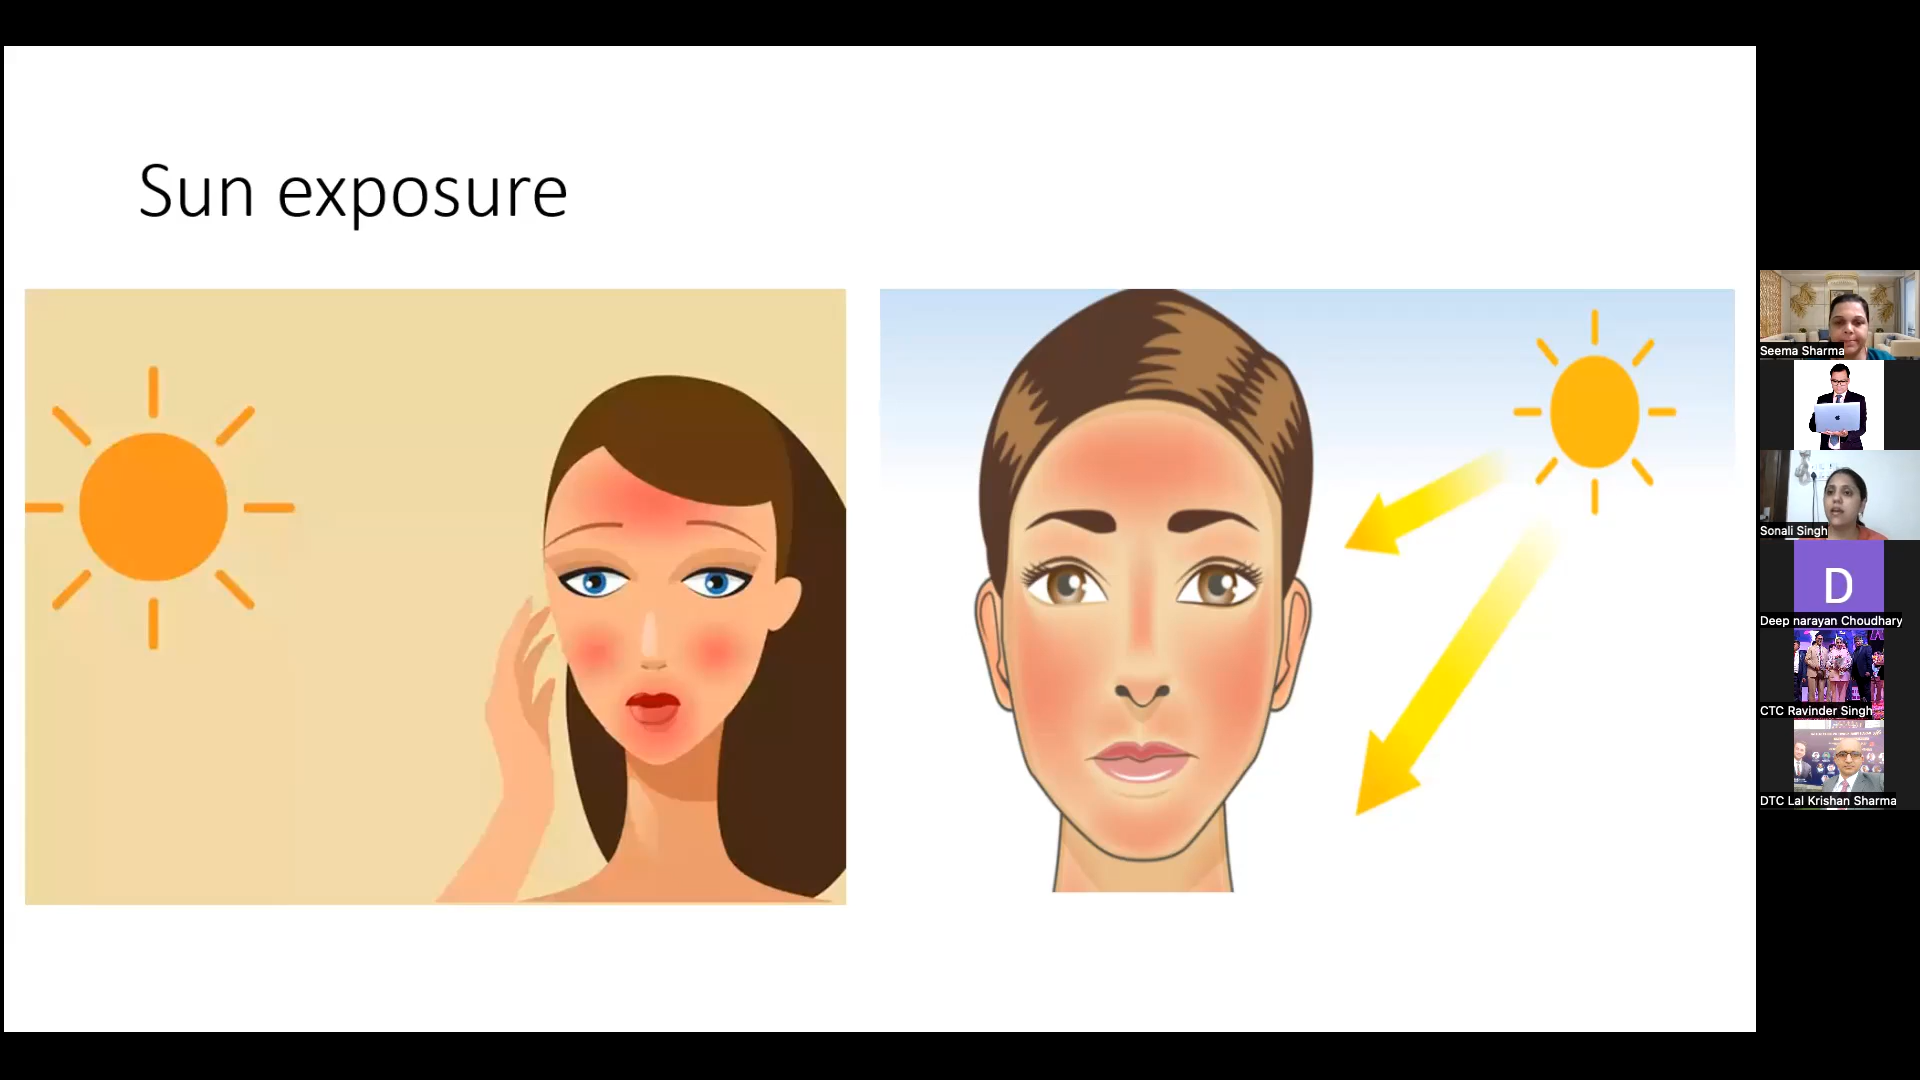 Sun exposure
Seema Sharma
Sonali Singh
D
Deep narayan Choudhary
CTC Ravinder Singh
DTC Lal Krishan Sharma